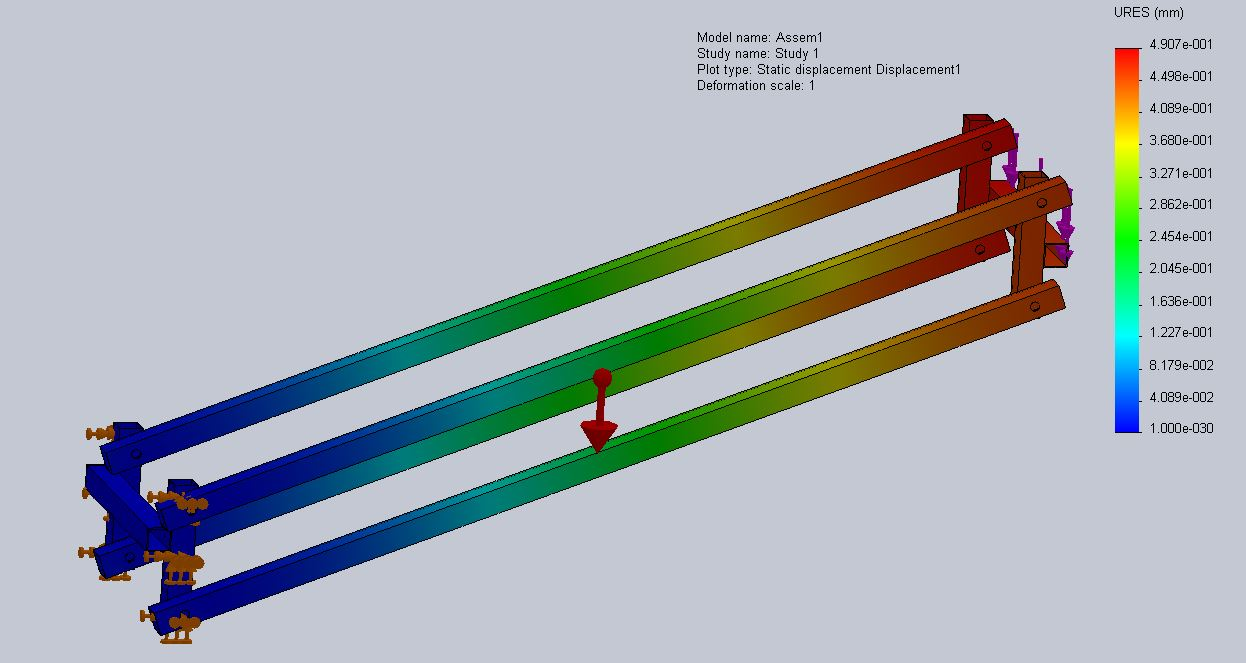 URES (mm)
Model name: Assem1
Study name: Study 1
Plot type: Static displacement Displacement1
Deformation scale: 1
4.907e-001
4.498e-001
4.089e-001
3.680e-001
3.271e-001
2.862e-001
2.454e-001
2.045e-001
1.636e-001
1.227e-001
8.179e-002
4.089e-002
1.000e-030